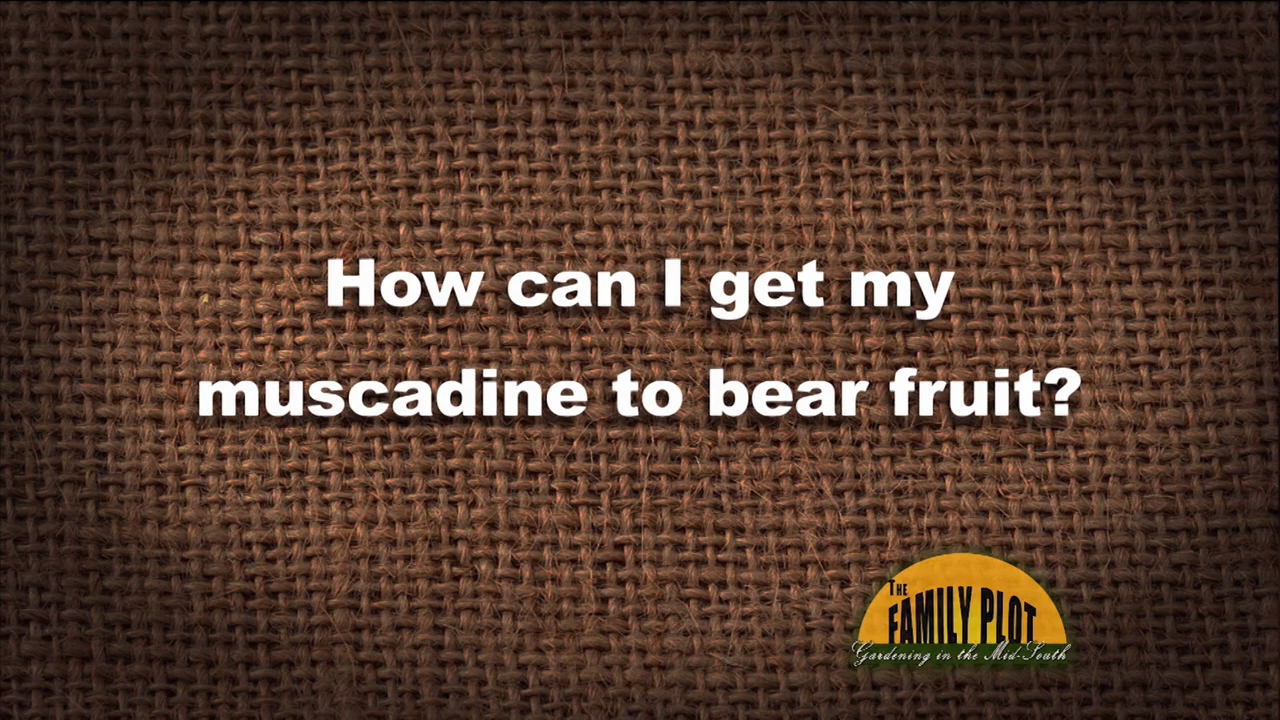 How can I get my
muscadine to bear fruit?
THE
FAMILY PLOT
Gardening in the Mid-South